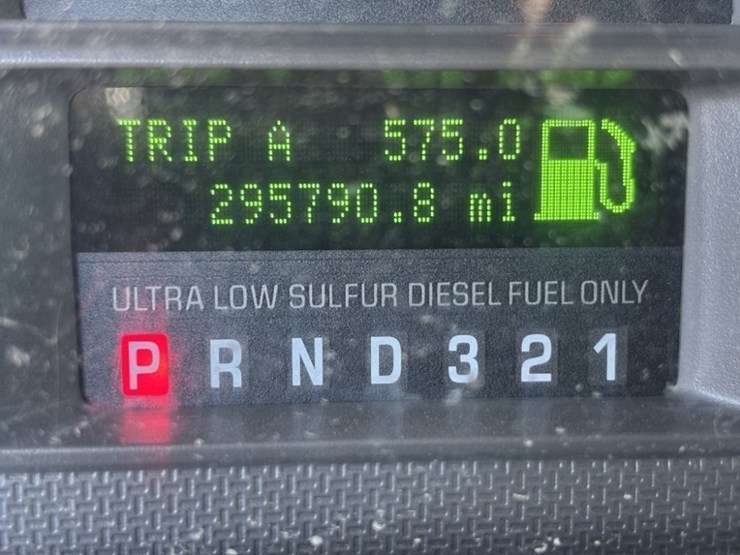 TRIP A 575.0
295790.8 mi
ULTRA LOW SULFUR DIESEL FUEL ONLY
P R N D 3 2 1